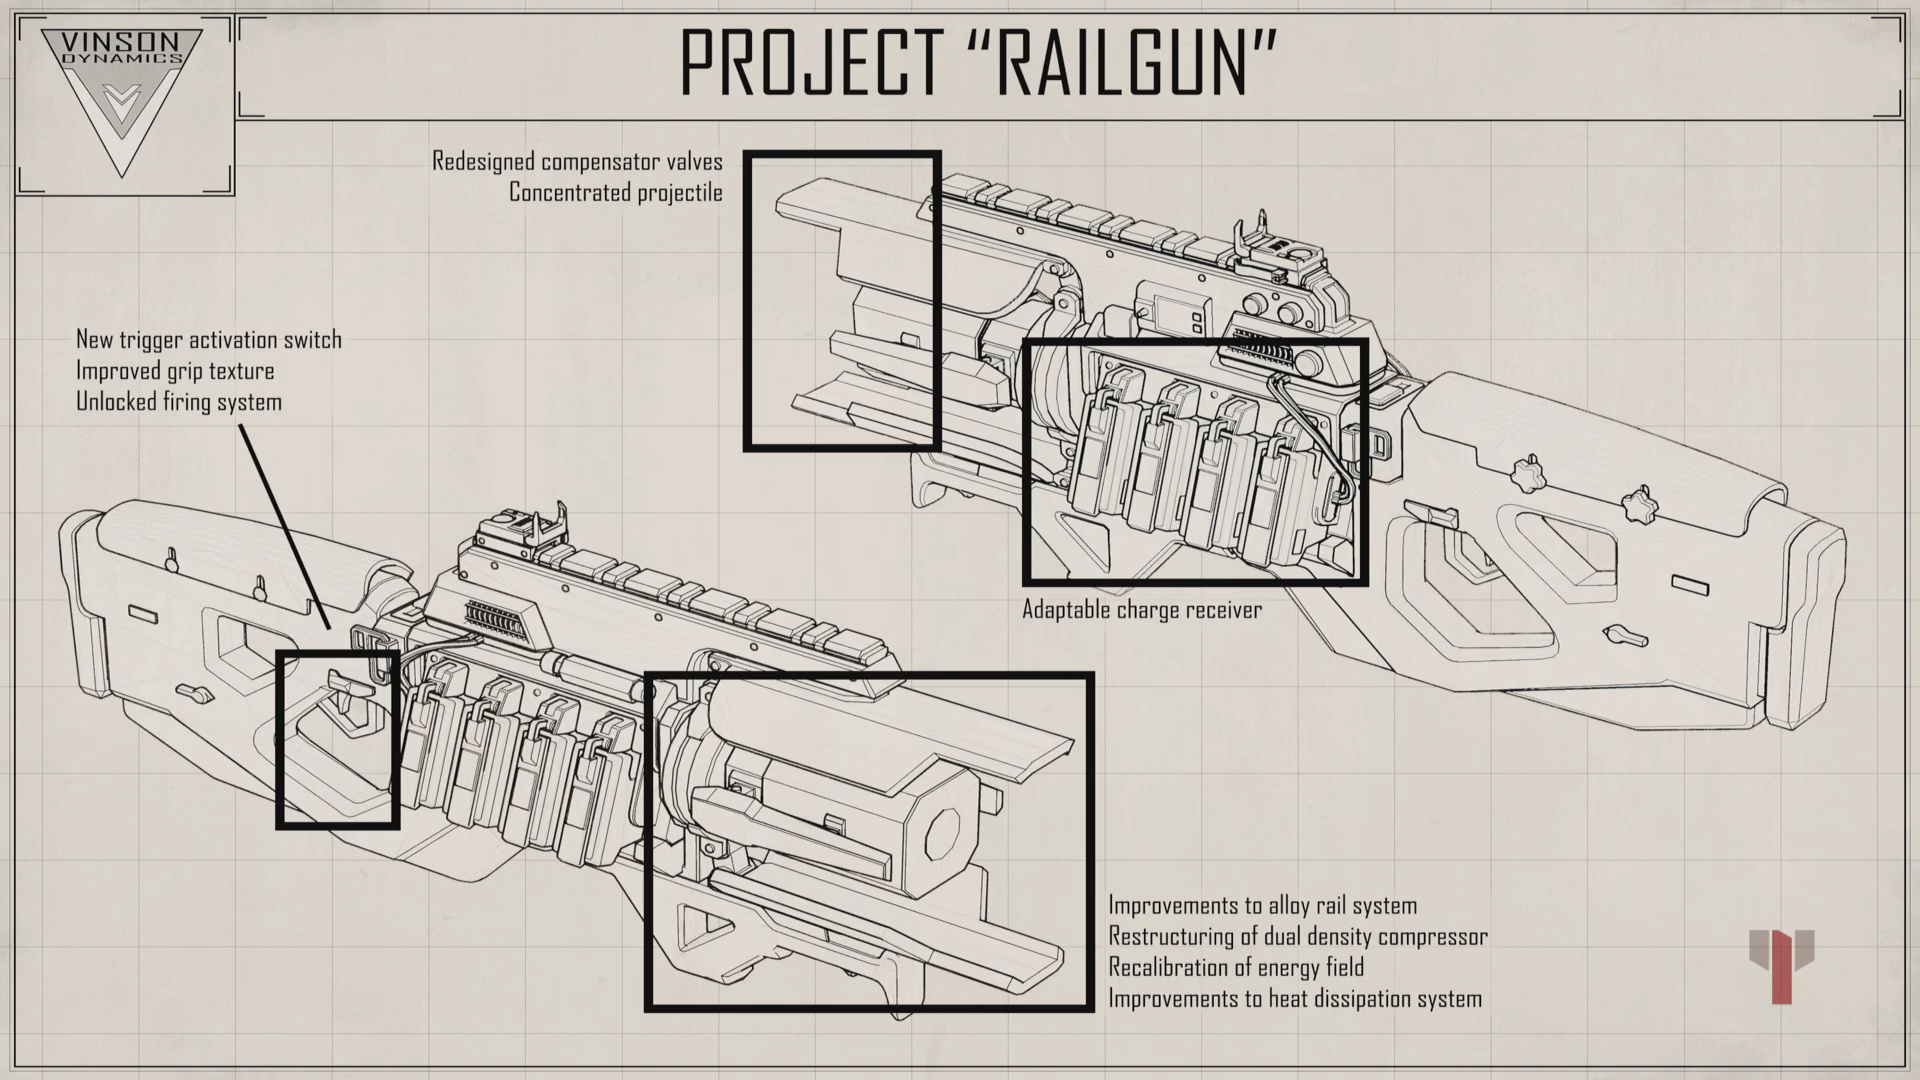 VINSON
DYNAMICS
PROJECT “RAILGUN”
Redesigned compensator valves
Concentrated projectile
New trigger activation switch
Improved grip texture
Unlocked firing system
Adaptable charge receiver
Improvements to alloy rail system
Restructuring of dual density compressor
Recalibration of energy field
Improvements to heat dissipation system